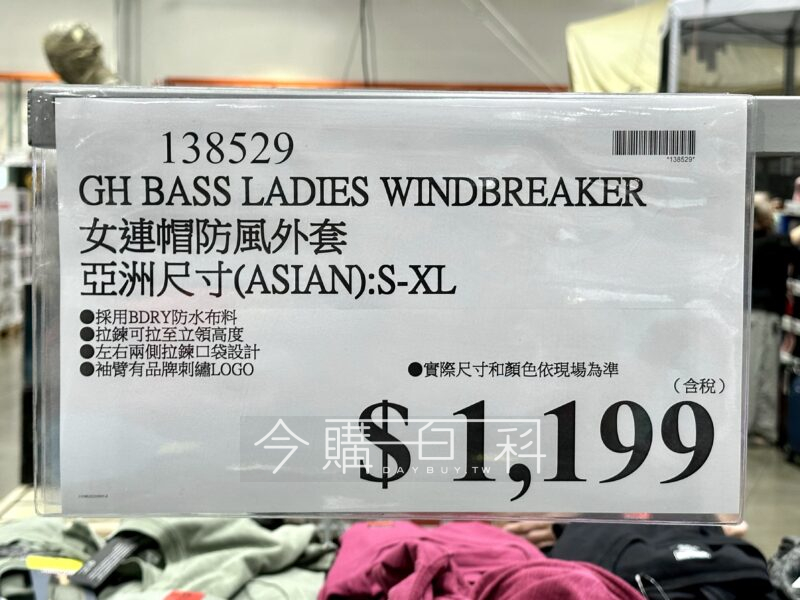 138529
*138529*
GH BASS LADIES WINDBREAKER
女連帽防風外套
亞洲尺寸(ASIAN):S-XL
●採用BDRY防水布料
●拉鍊可拉至立領高度
●左右兩側拉鍊口袋設計
●袖臂有品牌刺繡LOGO
●實際尺寸和顏色依現場為準
(含稅)
$ 1,199
今購百科
TODAYBUY.TW